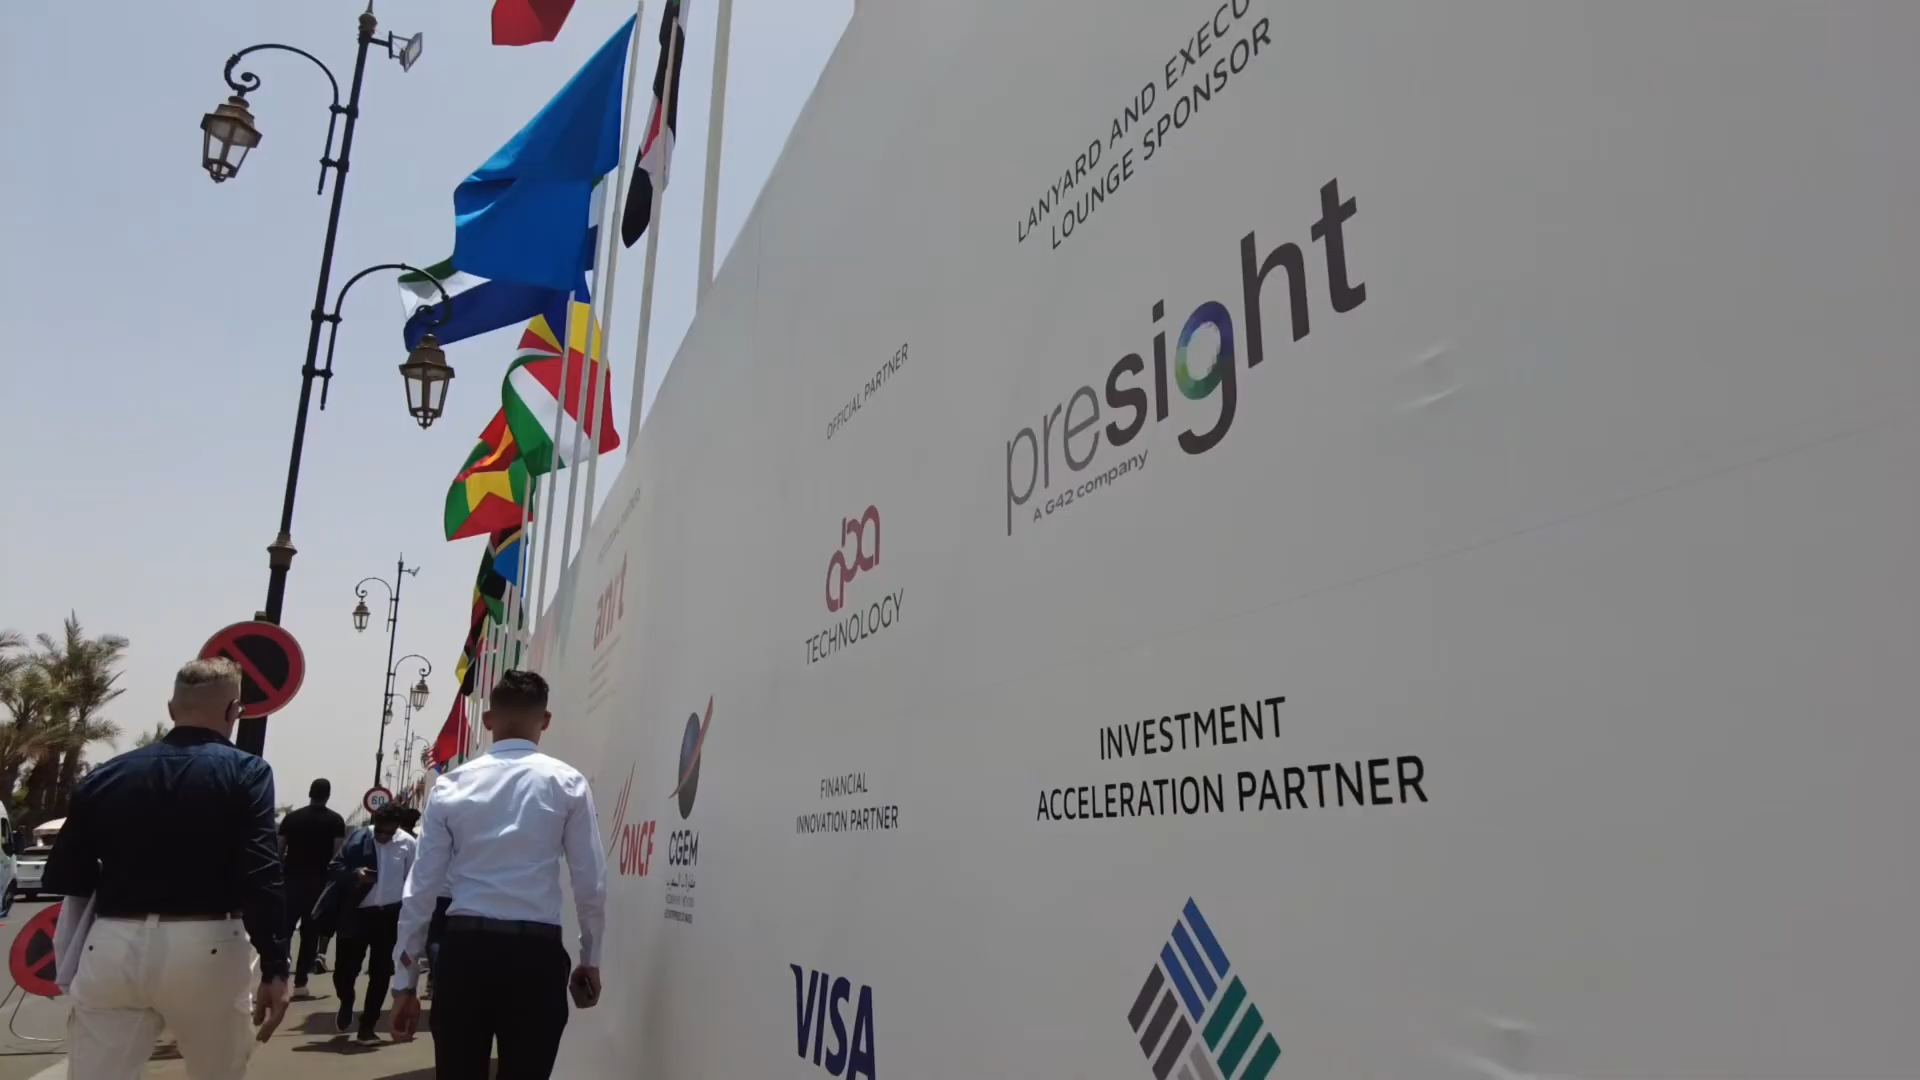 LANYARD AND EXECU
LOUNGE SPONSOR
presight
A G42 company
OFFICIAL PARTNER
aba
TECHNOLOGY
INVESTMENT
ACCELERATION PARTNER
FINANCIAL
INNOVATION PARTNER
VISA
anrt
ONCF
CGEM
60